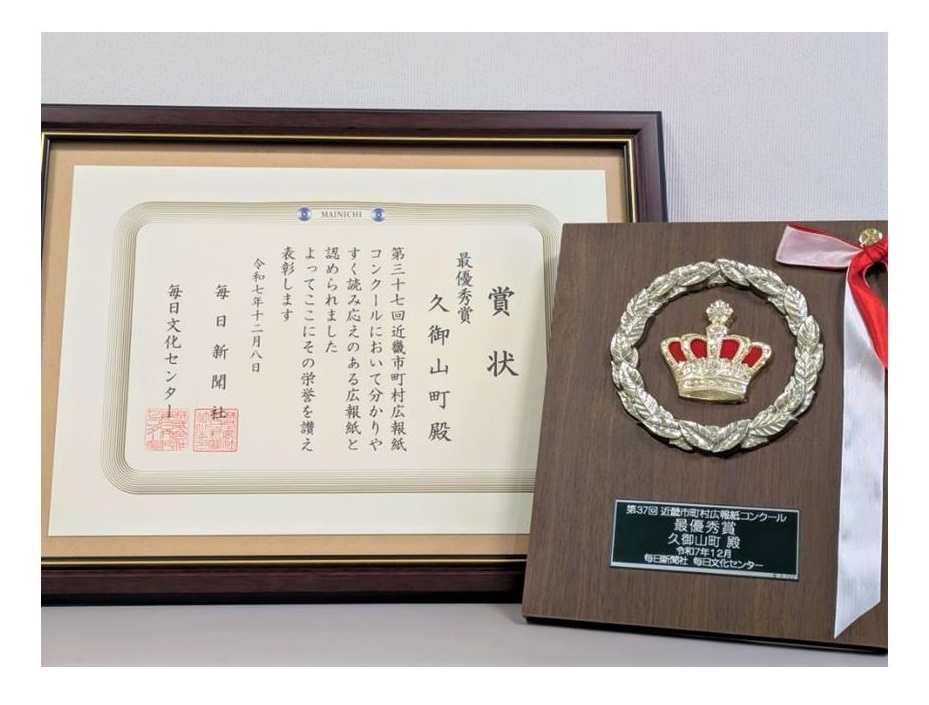 MAINICHI
賞状
最優秀賞
久御山町殿
第三十七回近畿市町村広報紙
コンクールにおいて分かりや
すく読み応えのある広報紙と
認められました
よってここにその栄誉を讃え
表彰します
令和七年十二月八日
毎日新聞社
毎日文化センター
第37回 近畿市町村広報紙コンクール
最優秀賞
久御山町 殿
令和7年12月
毎日新聞社 毎日文化センター